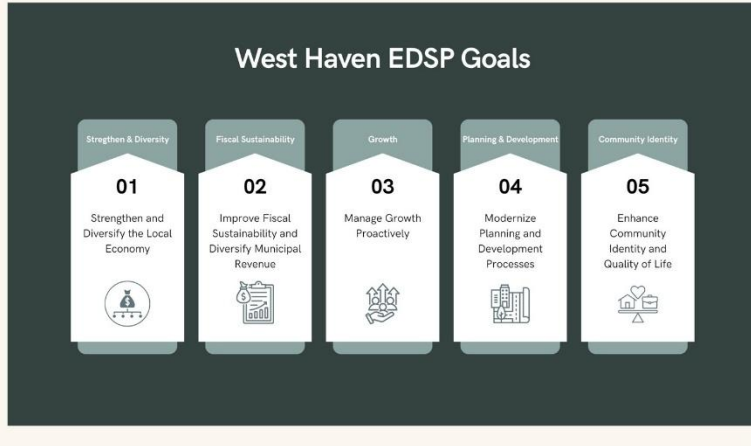 West Haven EDSP Goals
Stregthen & Diversity
Fiscal Sustainability
Growth
Planning & Development
Community Identity
01
Strengthen and
Diversify the Local
Economy
$
02
Improve Fiscal
Sustainability and
Diversify Municipal
Revenue
$
03
Manage Growth
Proactively
04
Modernize
Planning and
Development
Processes
05
Enhance
Community
Identity and
Quality of Life